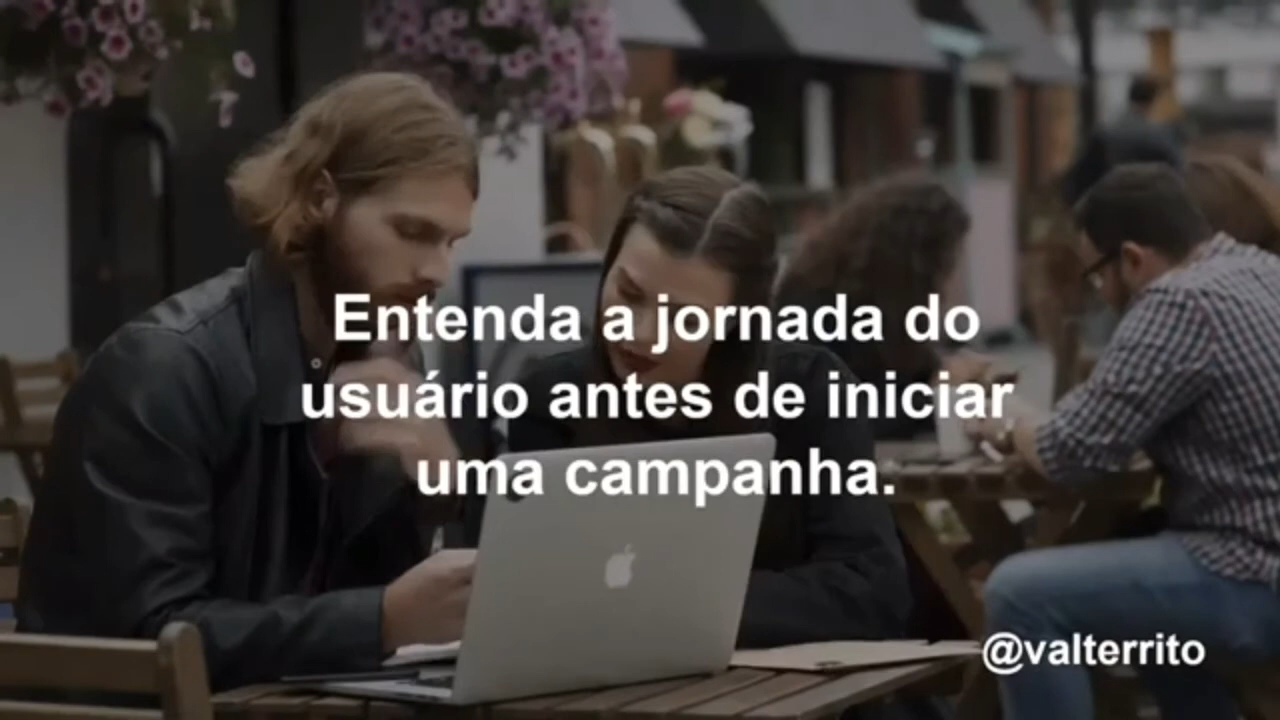 Entenda a jornada do
usuário antes de iniciar
uma campanha.
@valterrito